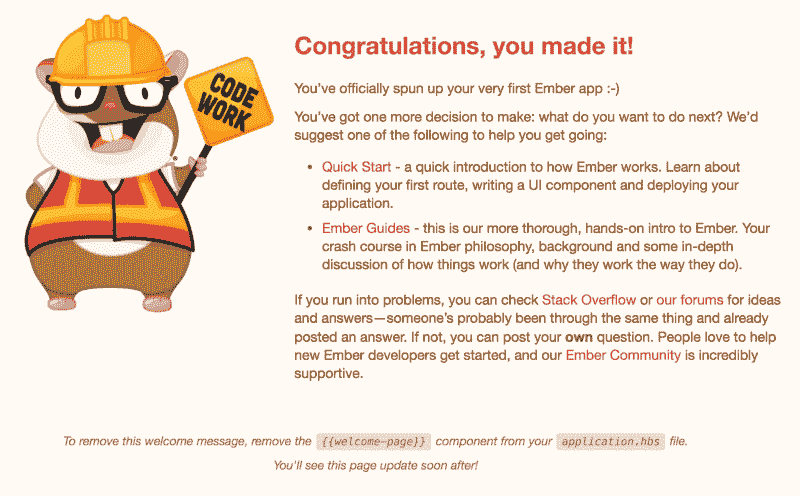 CODE
WORK
Congratulations, you made it!
You've officially spun up your very first Ember app :-)
You've got one more decision to make: what do you want to do next? We'd
suggest one of the following to help you get going:
• Quick Start - a quick introduction to how Ember works. Learn about
defining your first route, writing a UI component and deploying your
application.
• Ember Guides - this is our more thorough, hands-on intro to Ember. Your
crash course in Ember philosophy, background and some in-depth
discussion of how things work (and why they work the way they do).
If you run into problems, you can check Stack Overflow or our forums for ideas
and answers—someone's probably been through the same thing and already
posted an answer. If not, you can post your own question. People love to help
new Ember developers get started, and our Ember Community is incredibly
supportive.
To remove this welcome message, remove the {{welcome-page}} component from your application.hbs file.
You'll see this page update soon after!